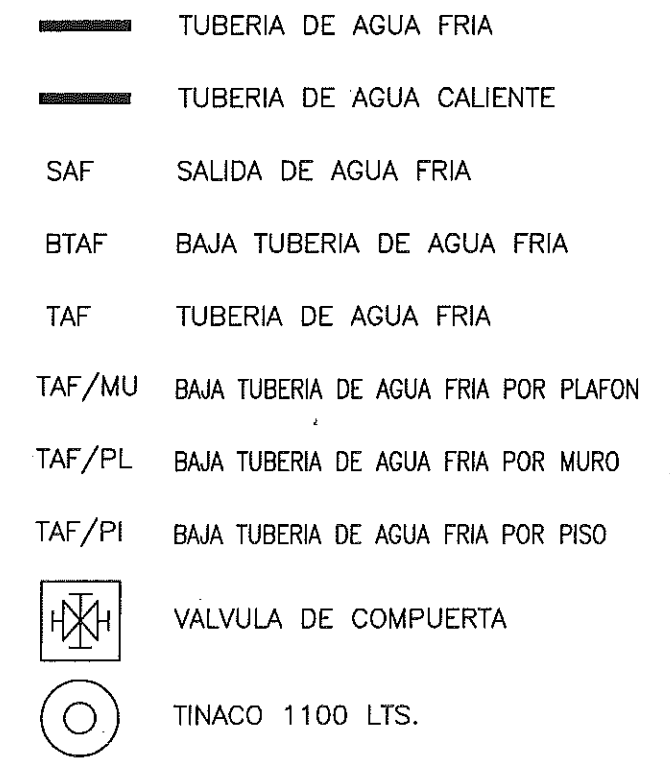 TUBERIA DE AGUA FRIA
TUBERIA DE AGUA CALIENTE
SAF SALIDA DE AGUA FRIA
BTAF BAJA TUBERIA DE AGUA FRIA
TAF TUBERIA DE AGUA FRIA
TAF/MU BAJA TUBERIA DE AGUA FRIA POR PLAFON
TAF/PL BAJA TUBERIA DE AGUA FRIA POR MURO
TAF/PI BAJA TUBERIA DE AGUA FRIA POR PISO
VALVULA DE COMPUERTA
TINACO 1100 LTS.